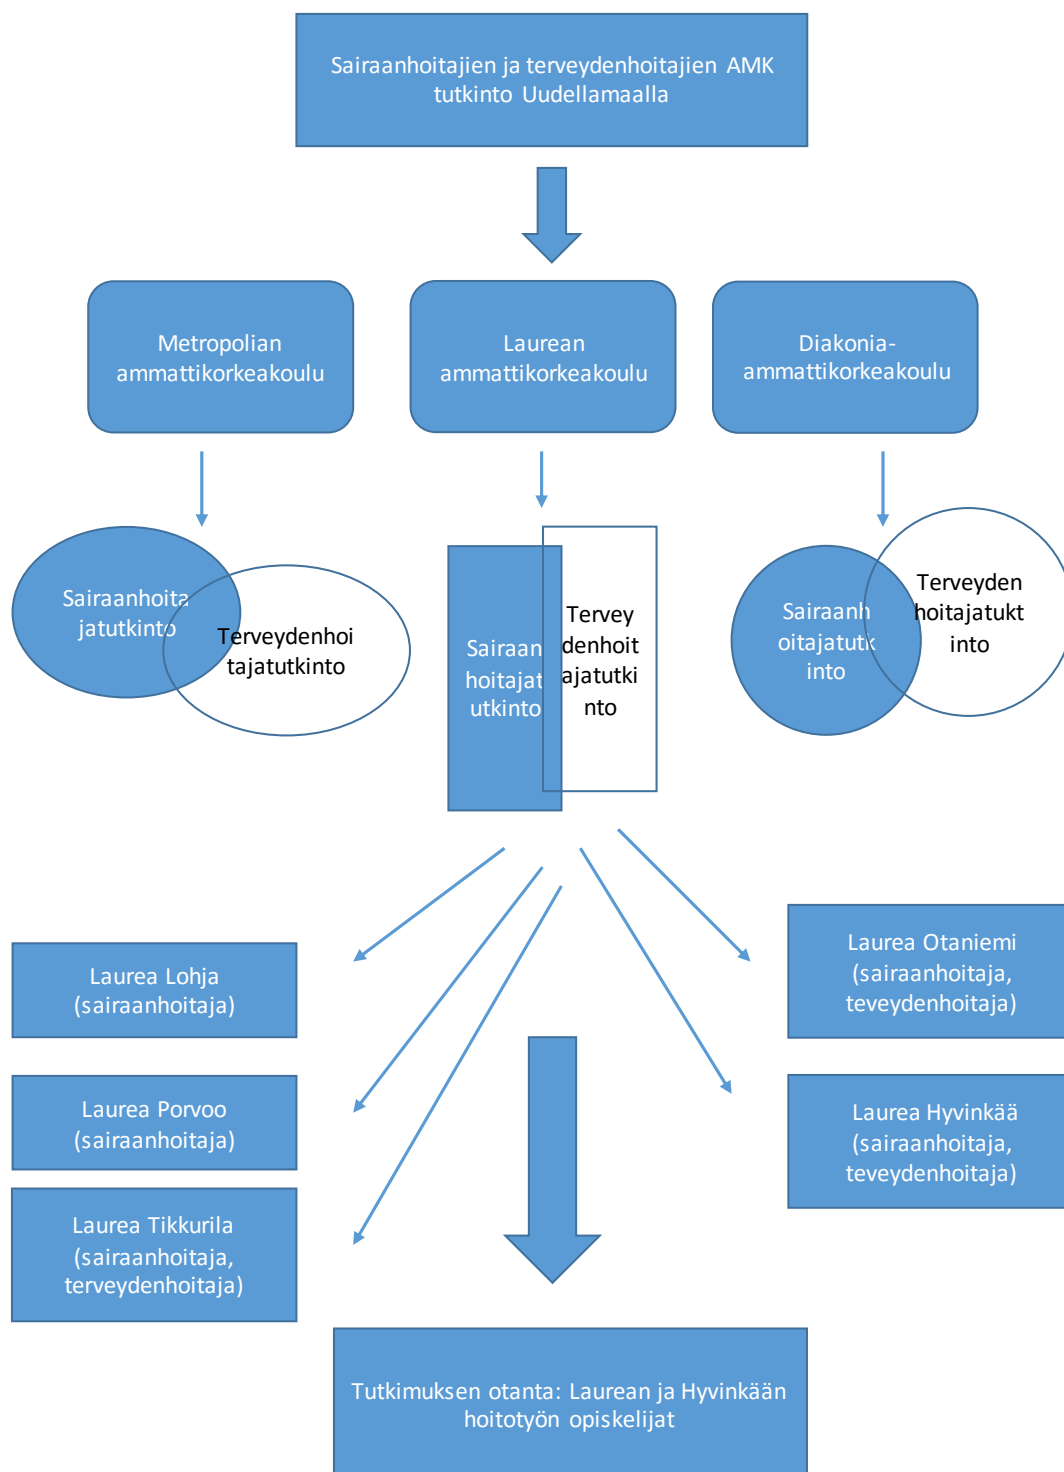 Sairaanhoitajien ja terveydenhoitajien AMK
tutkinto Uudellamaalla
Metropolian
ammattikorkeakoulu
Laurean
ammattikorkeakoulu
Diakonia-
ammattikorkeakoulu
Sairaanhoita
jatutkinto
Terveydenhoi
tajatutkinto
Sairaan
hoitajat
utkinto
Tervey
denhoit
ajatutki
nto
Sairaanh
oitajatutk
into
Terveyden
hoitajatukt
into
Laurea Lohja
(sairaanhoitaja)
Laurea Porvoo
(sairaanhoitaja)
Laurea Tikkurila
(sairaanhoitaja,
terveydenhoitaja)
Laurea Otaniemi
(sairaanhoitaja,
teveydenhoitaja)
Laurea Hyvinkää
(sairaanhoitaja,
teveydenhoitaja)
Tutkimuksen otanta: Laurean ja Hyvinkään
hoitotyön opiskelijat